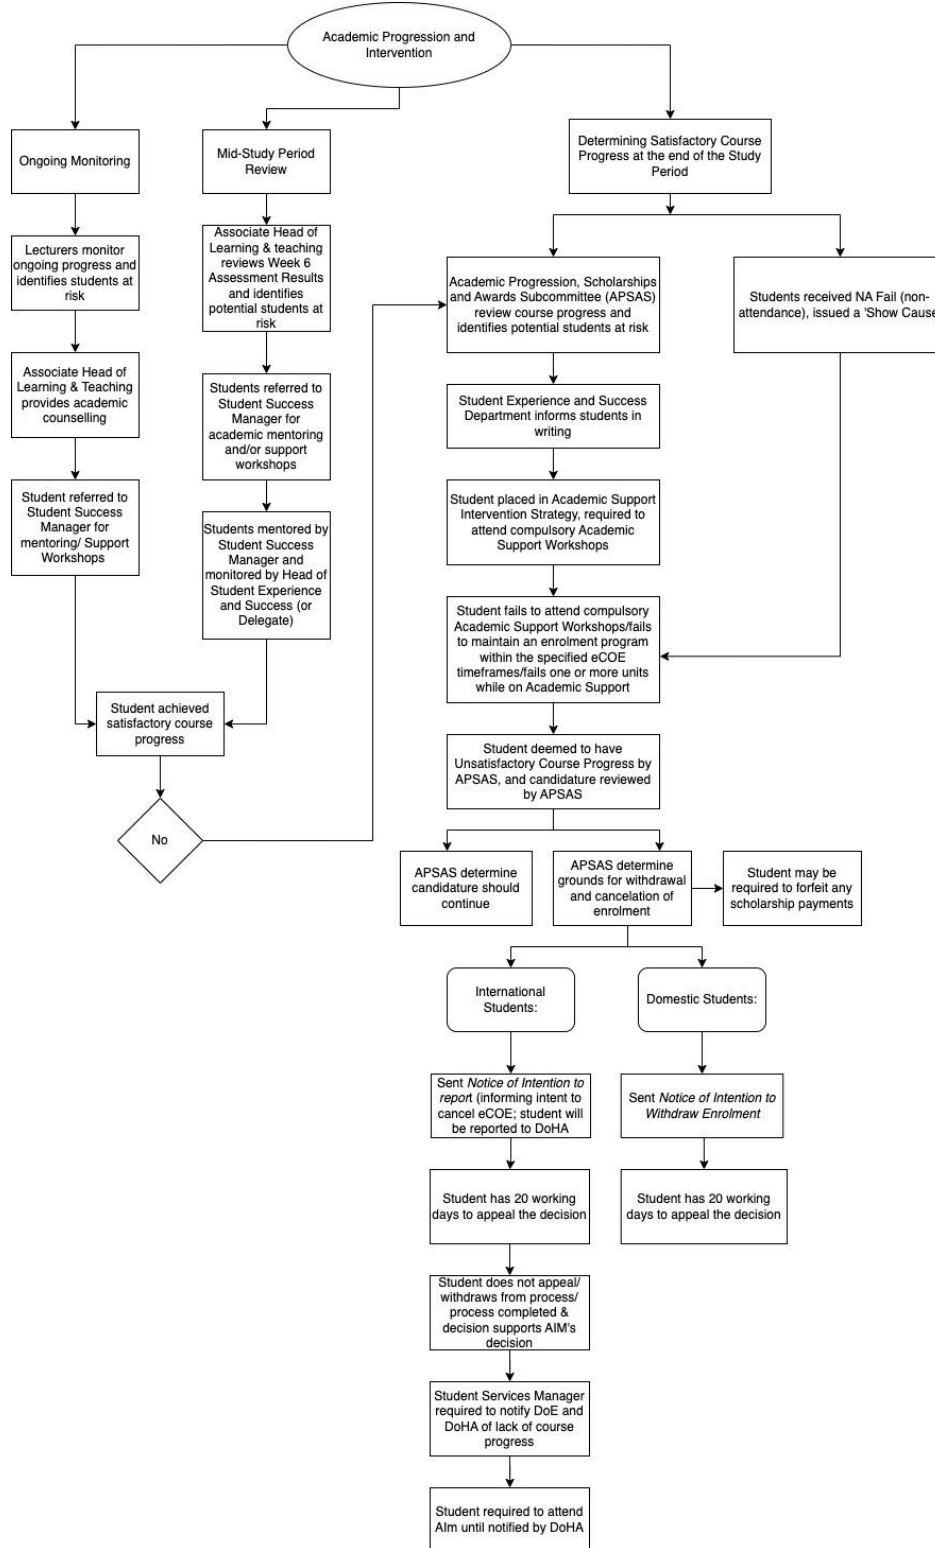 Academic Progression and
Intervention
Ongoing Monitoring
Mid-Study Period
Review
Determining Satisfactory Course
Progress at the end of the Study
Period
Lecturers monitor
ongoing progress and
identifies students at
risk
Associate Head of
Learning & teaching
reviews Week 6
Assessment Results
and identifies
potential students at
risk
Academic Progression, Scholarships
and Awards Subcommittee (APSAS)
review course progress and
identifies potential students at risk
Students received NA Fail (non-
attendance), issued a 'Show Cause
Associate Head of
Learning & Teaching
provides academic
counselling
Students referred to
Student Success
Manager for
academic mentoring
and/or support
workshops
Student Experience and Success
Department informs students in
writing
Student referred to
Student Success
Manager for
mentoring/ Support
Workshops
Students mentored by
Student Success
Manager and
monitored by Head of
Student Experience
and Success (or
Delegate)
Student placed in Academic Support
Intervention Strategy, required to
attend compulsory Academic
Support Workshops
Student fails to attend compulsory
Academic Support Workshops/fails
to maintain an enrolment program
within the specified eCOE
timeframes/fails one or more units
while on Academic Support
Student achieved
satisfactory course
progress
Student deemed to have
Unsatisfactory Course Progress by
APSAS, and candidature reviewed
by APSAS
No
APSAS determine
candidature should
continue
APSAS determine
grounds for withdrawal
and cancelation of
enrolment
Student may be
required to forfeit any
scholarship payments
International
Students:
Domestic Students:
Sent Notice of Intention to
report (informing intent to
cancel eCOE; student will
be reported to DoHA
Sent Notice of Intention to
Withdraw Enrolment
Student has 20 working
days to appeal the decision
Student has 20 working
days to appeal the decision
Student does not appeal/
withdraws from process/
process completed &
decision supports AIM's
decision
Student Services Manager
required to notify DoE and
DoHA of lack of course
progress
Student required to attend
AIm until notified by DoHA